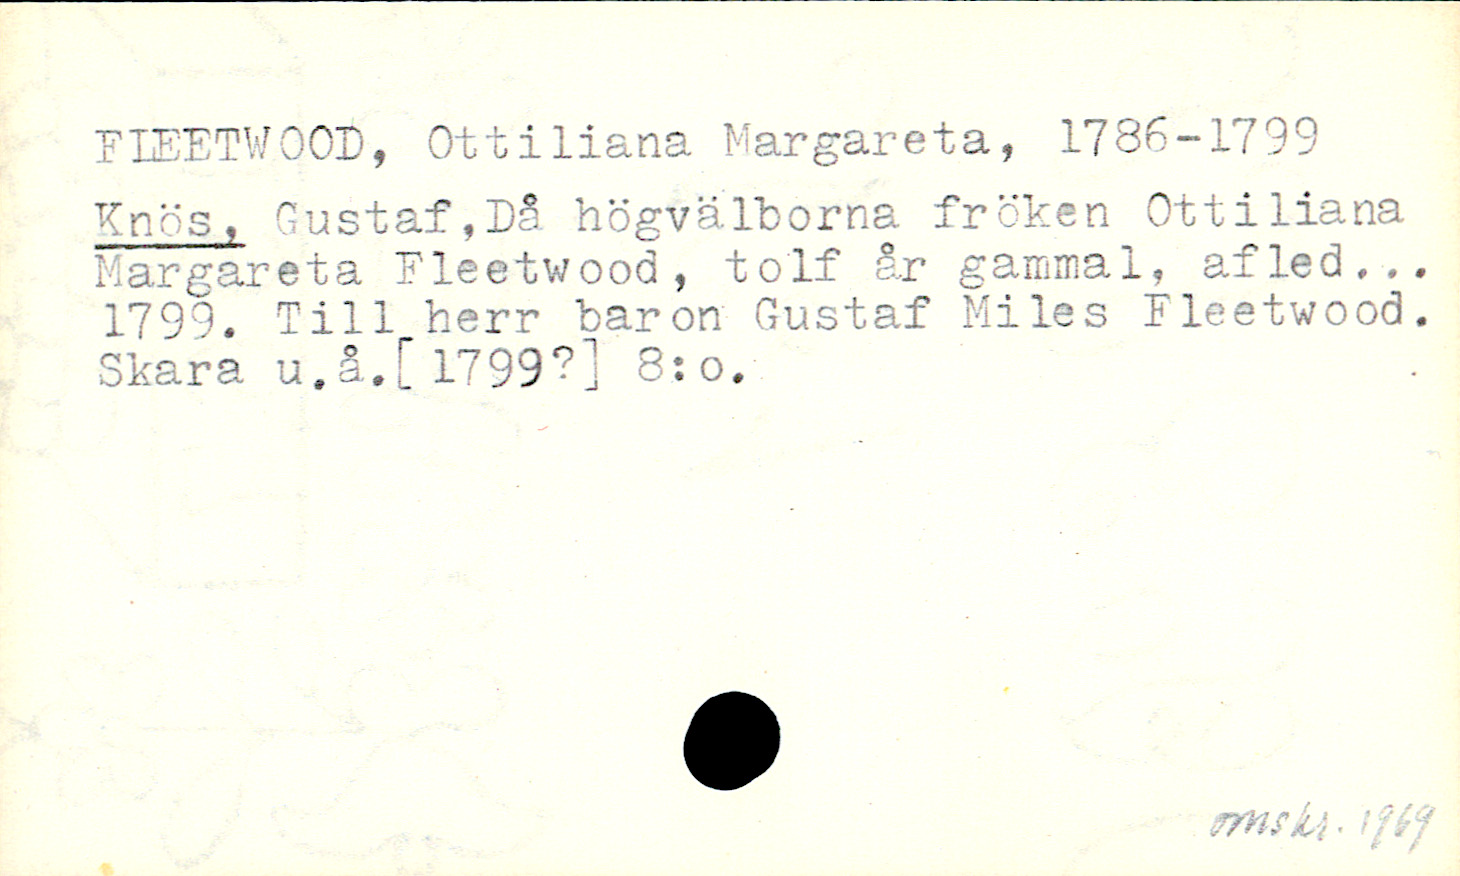 FLEETWOOD, Ottiliana Margareta, 1786-1799
Knös, Gustaf,Då högvälborna fröken Ottiliana
Margareta Fleetwood, tolf år gammal, afled...
1799. Till herr baron Gustaf Miles Fleetwood.
Skara u.å.[1799?] 8:o.
omskr. 1969